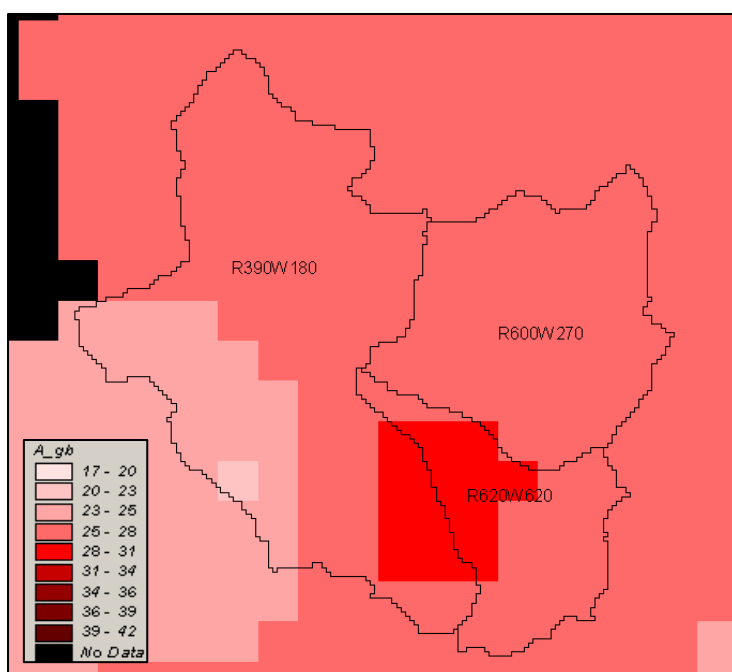 R390W180
R600W270
R620W620
A_gb
17 - 20
20 - 23
23 - 25
25 - 28
28 - 31
31 - 34
34 - 36
36 - 39
39 - 42
No Data